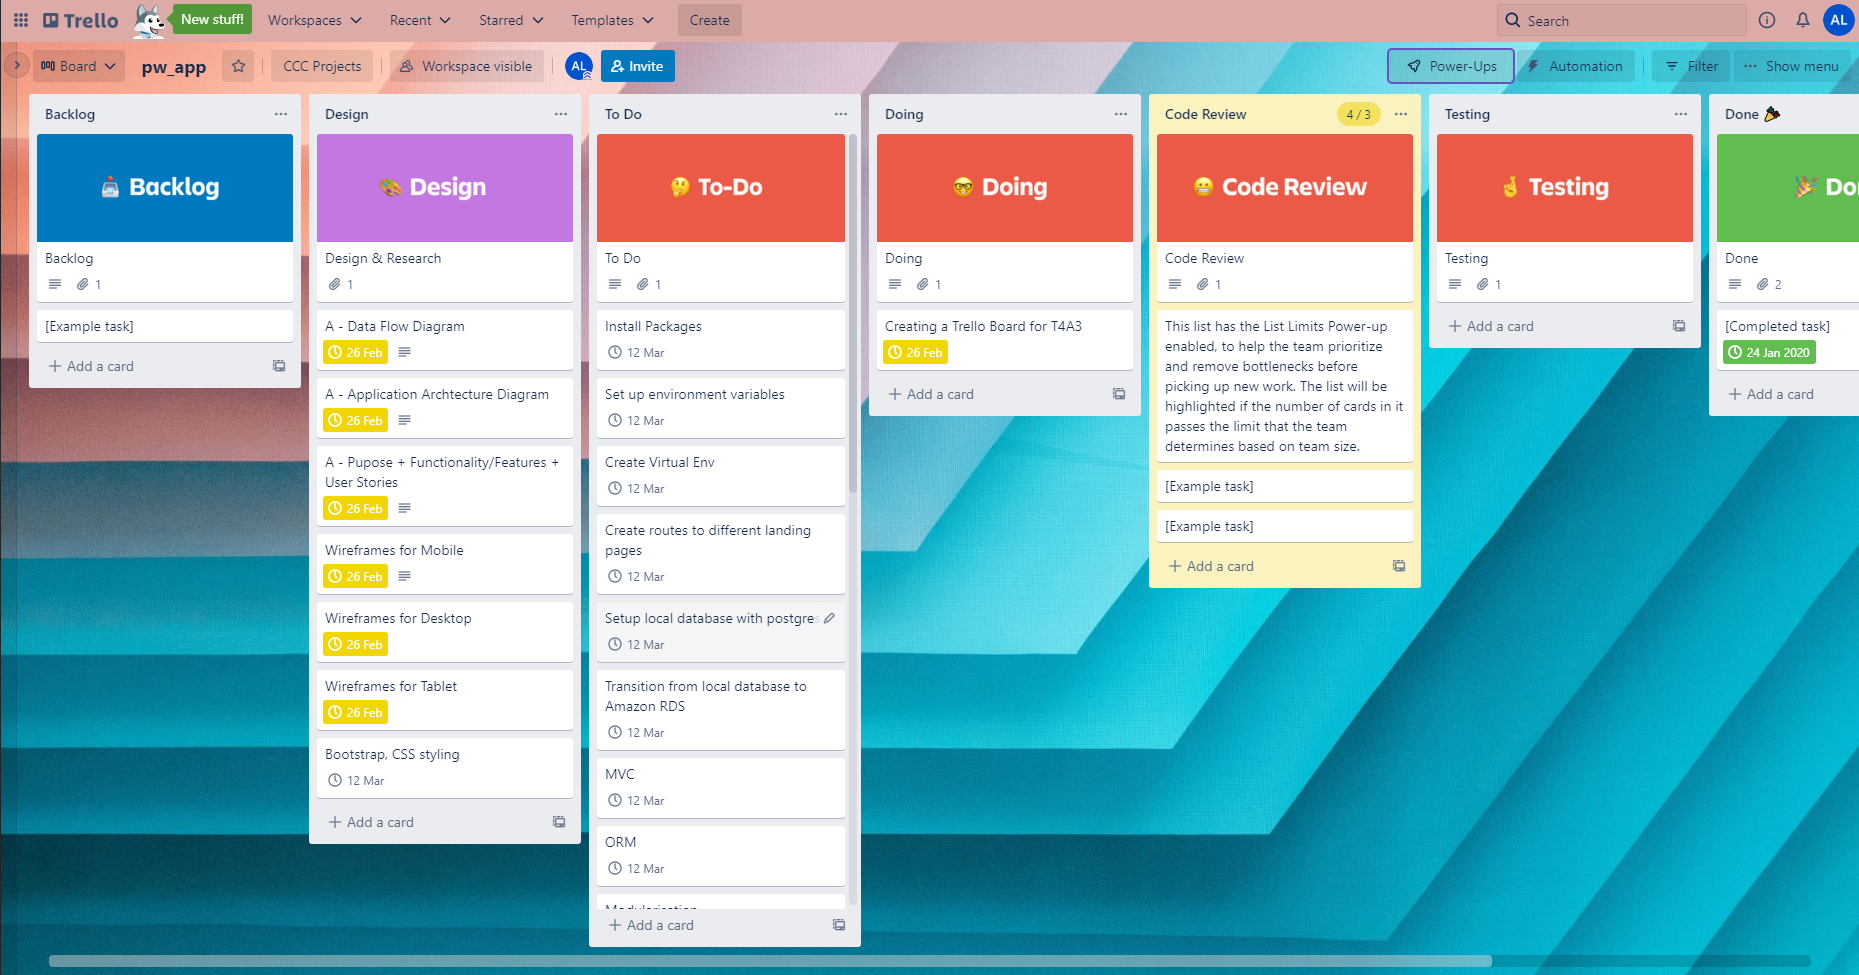 Trello
New stuff!
Workspaces
Recent
Starred
Templates
Create
Search
AL
Board
pw_app
CCC Projects
Workspace visible
AL
Invite
Power-Ups
Automation
Filter
Show menu
Backlog
Backlog
Backlog
1
[Example task]
Add a card
Design
Design
Design & Research
1
A - Data Flow Diagram
26 Feb
A - Application Archtecture Diagram
26 Feb
A - Pupose + Functionality/Features +
User Stories
26 Feb
Wireframes for Mobile
26 Feb
Wireframes for Desktop
26 Feb
Wireframes for Tablet
26 Feb
Bootstrap, CSS styling
12 Mar
Add a card
To Do
To-Do
To Do
1
Install Packages
12 Mar
Set up environment variables
12 Mar
Create Virtual Env
12 Mar
Create routes to different landing
pages
12 Mar
Setup local database with postgres
12 Mar
Transition from local database to
Amazon RDS
12 Mar
MVC
12 Mar
ORM
12 Mar
Add a card
Doing
Doing
Doing
1
Creating a Trello Board for T4A3
26 Feb
Add a card
Code Review
4 / 3
Code Review
Code Review
1
This list has the List Limits Power-up
enabled, to help the team prioritize
and remove bottlenecks before
picking up new work. The list will be
highlighted if the number of cards in it
passes the limit that the team
determines based on team size.
[Example task]
[Example task]
Add a card
Testing
Testing
Testing
1
Add a card
Done
Don
Done
2
[Completed task]
24 Jan 2020
Add a card